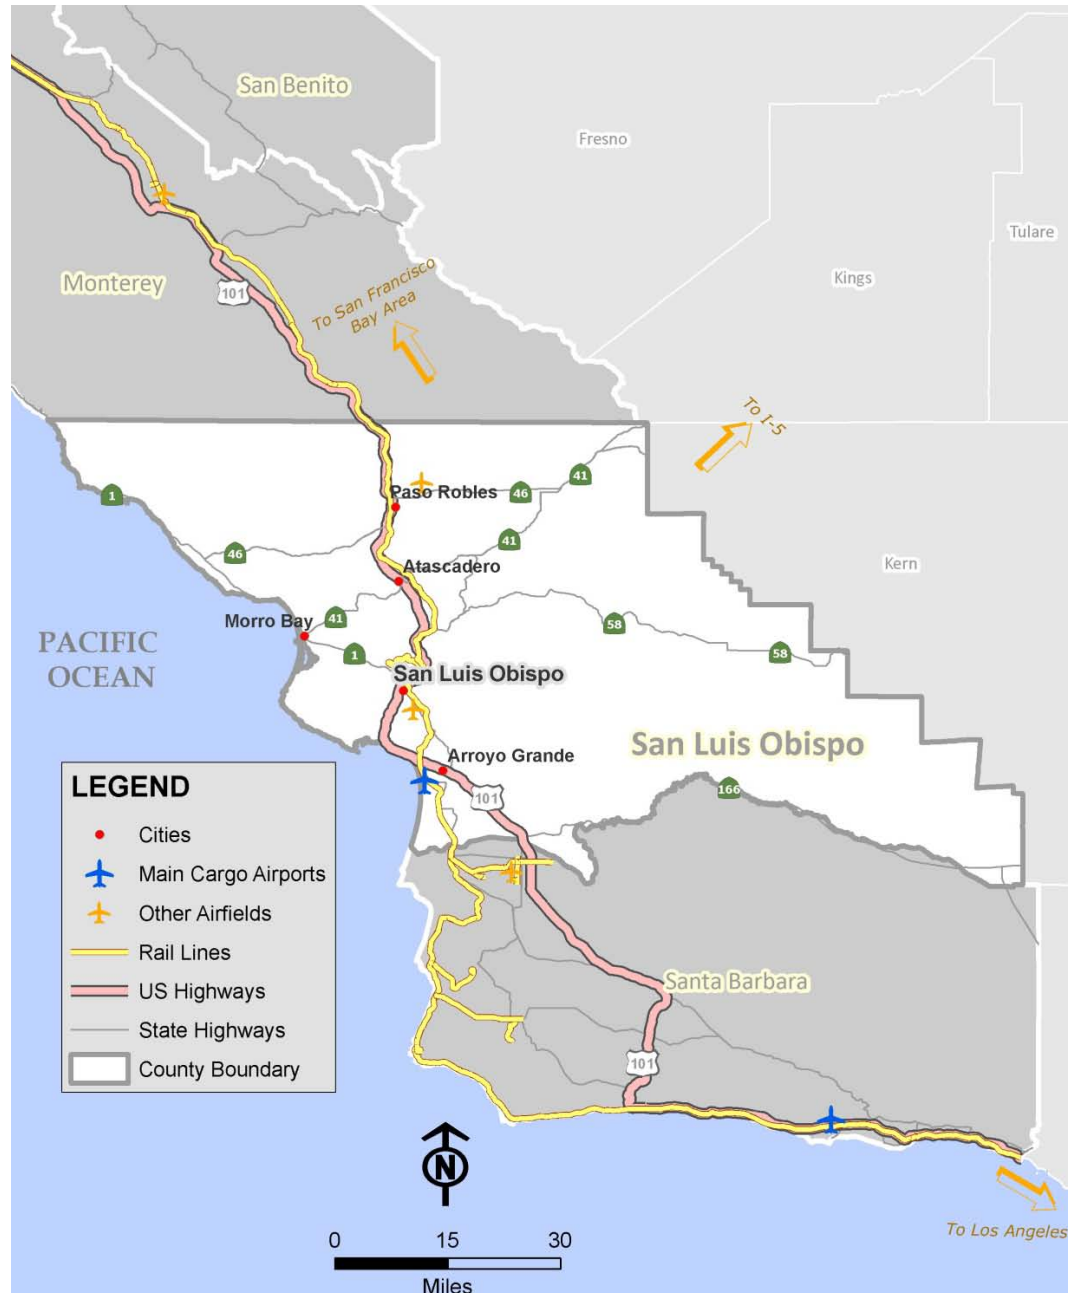 San Benito
Fresno
Tulare
Kings
Monterey
101
To San Francisco
Bay Area
To I-5
1
41
46
Paso Robles
41
46
Kern
Atascadero
41
Morro Bay
58
PACIFIC
OCEAN
1
58
San Luis Obispo
San Luis Obispo
Arroyo Grande
166
101
LEGEND
Cities
Main Cargo Airports
Other Airfields
Rail Lines
US Highways
State Highways
County Boundary
Santa Barbara
101
N
To Los Angeles
0 15 30
Miles